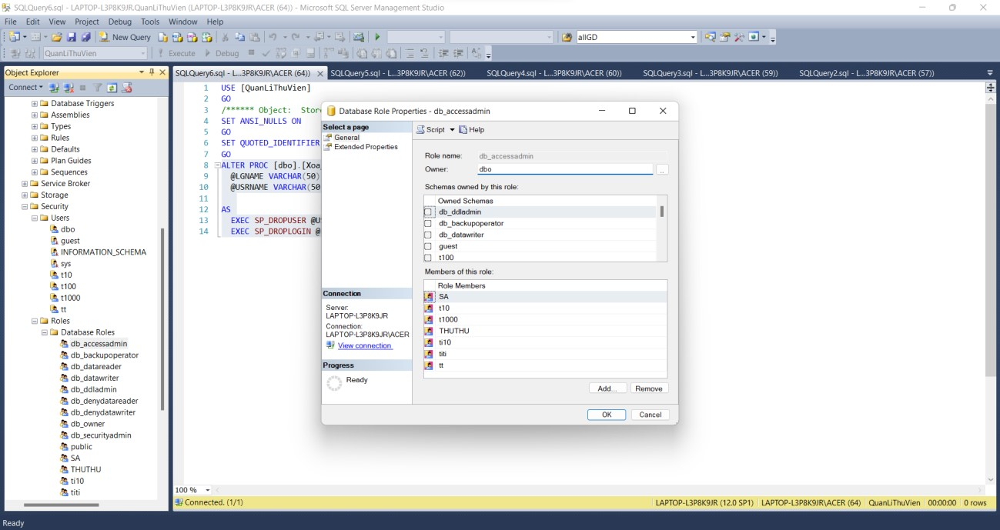 SQLQuery6.sql - LAPTOP-L3P8K9JR.QuanLiThuVien (LAPTOP-L3P8K9JR\ACER (64)) - Microsoft SQL Server Management Studio
File Edit View Project Debug Tools Window Help
New Query allGD
QuanLiThuVien Execute Debug
Object Explorer
Connect
Database Triggers
Assemblies
Types
Rules
Defaults
Plan Guides
Sequences
Service Broker
Storage
Security
Users
dbo
guest
INFORMATION_SCHEMA
sys
t10
t100
t1000
tt
Roles
Database Roles
db_accessadmin
db_backupoperator
db_datareader
db_datawriter
db_ddladmin
db_denydatareader
db_denydatawriter
db_owner
db_securityadmin
public
SA
THUTHU
ti10
titi
SQLQuery6.sql - L...3P8K9JR\ACER (64)) SQLQuery5.sql - L...3P8K9JR\ACER (62)) SQLQuery4.sql - L...3P8K9JR\ACER (60)) SQLQuery3.sql - L...3P8K9JR\ACER (59)) SQLQuery2.sql - L...3P8K9JR\ACER (57))
1 USE [QuanLiThuVien]
2 GO
3 /****** Object: Stor
4 SET ANSI_NULLS ON
5 GO
6 SET QUOTED_IDENTIFIER
7 GO
8 ALTER PROC [dbo].[Xoa
9 @LGNAME VARCHAR(50)
10 @USRNAME VARCHAR(50
11
12 AS
13 EXEC SP_DROPUSER @U
14 EXEC SP_DROPLOGIN @
Database Role Properties - db_accessadmin
Select a page
General
Extended Properties
Script Help
Role name: db_accessadmin
Owner: dbo ...
Schemas owned by this role:
Owned Schemas
db_ddladmin
db_backupoperator
db_datawriter
guest
t100
Members of this role:
Role Members
SA
t10
t1000
THUTHU
ti10
titi
tt
Add... Remove
Connection
Server:
LAPTOP-L3P8K9JR
Connection:
LAPTOP-L3P8K9JR\ACER
View connection
Progress
Ready
OK Cancel
100 %
Connected. (1/1) LAPTOP-L3P8K9JR (12.0 SP1) LAPTOP-L3P8K9JR\ACER (64) QuanLiThuVien 00:00:00 0 rows
Ready